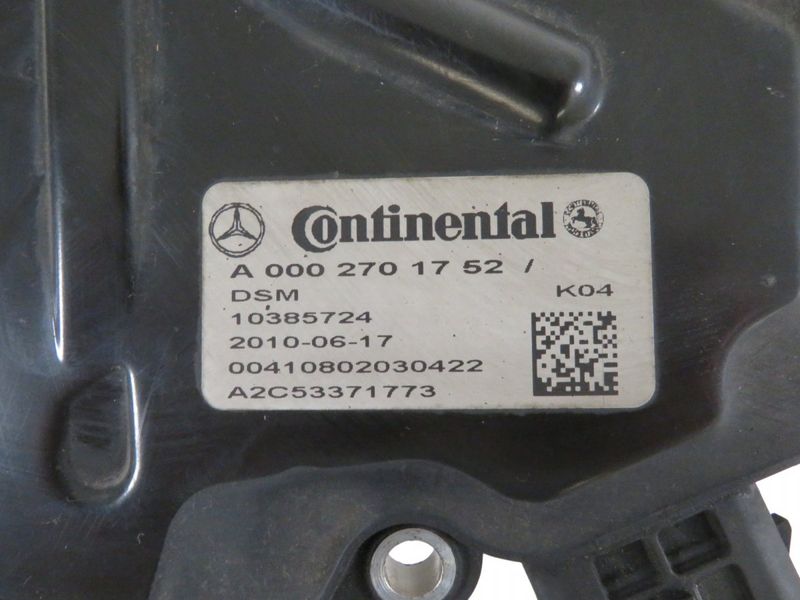 Continental
A 000 270 17 52 /
DSM K04
10385724
2010-06-17
00410802030422
A2C53371773